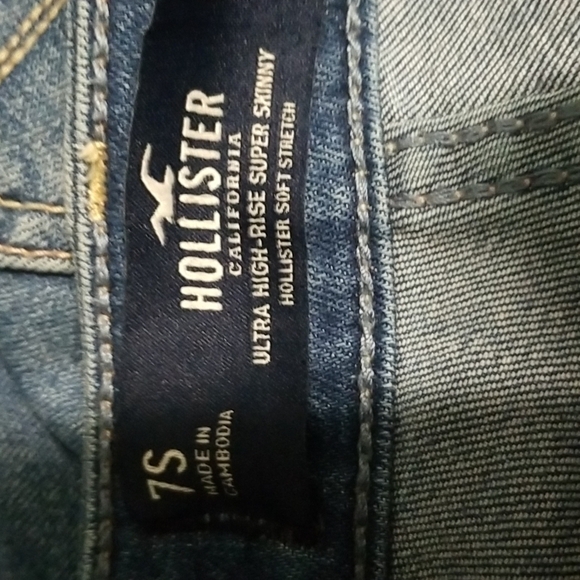 HOLLISTER
CALIFORNIA
ULTRA HIGH-RISE SUPER SKINNY
HOLLISTER SOFT STRETCH
7S
MADE IN
CAMBODIA